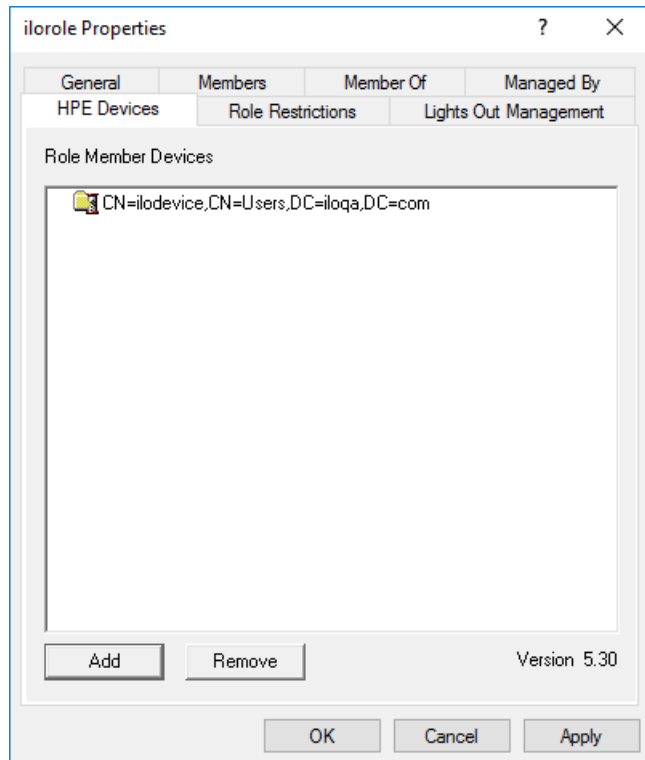 ilorole Properties ? ✕
General Members Member Of Managed By
HPE Devices Role Restrictions Lights Out Management
Role Member Devices
CN=ilodevice,CN=Users,DC=iloqa,DC=com
Add Remove Version 5.30
OK Cancel Apply